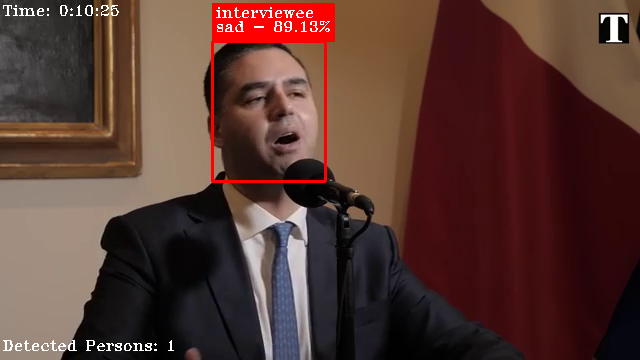 Time: 0:10:25
interviewee
sad - 89.13%
T
Detected Persons: 1